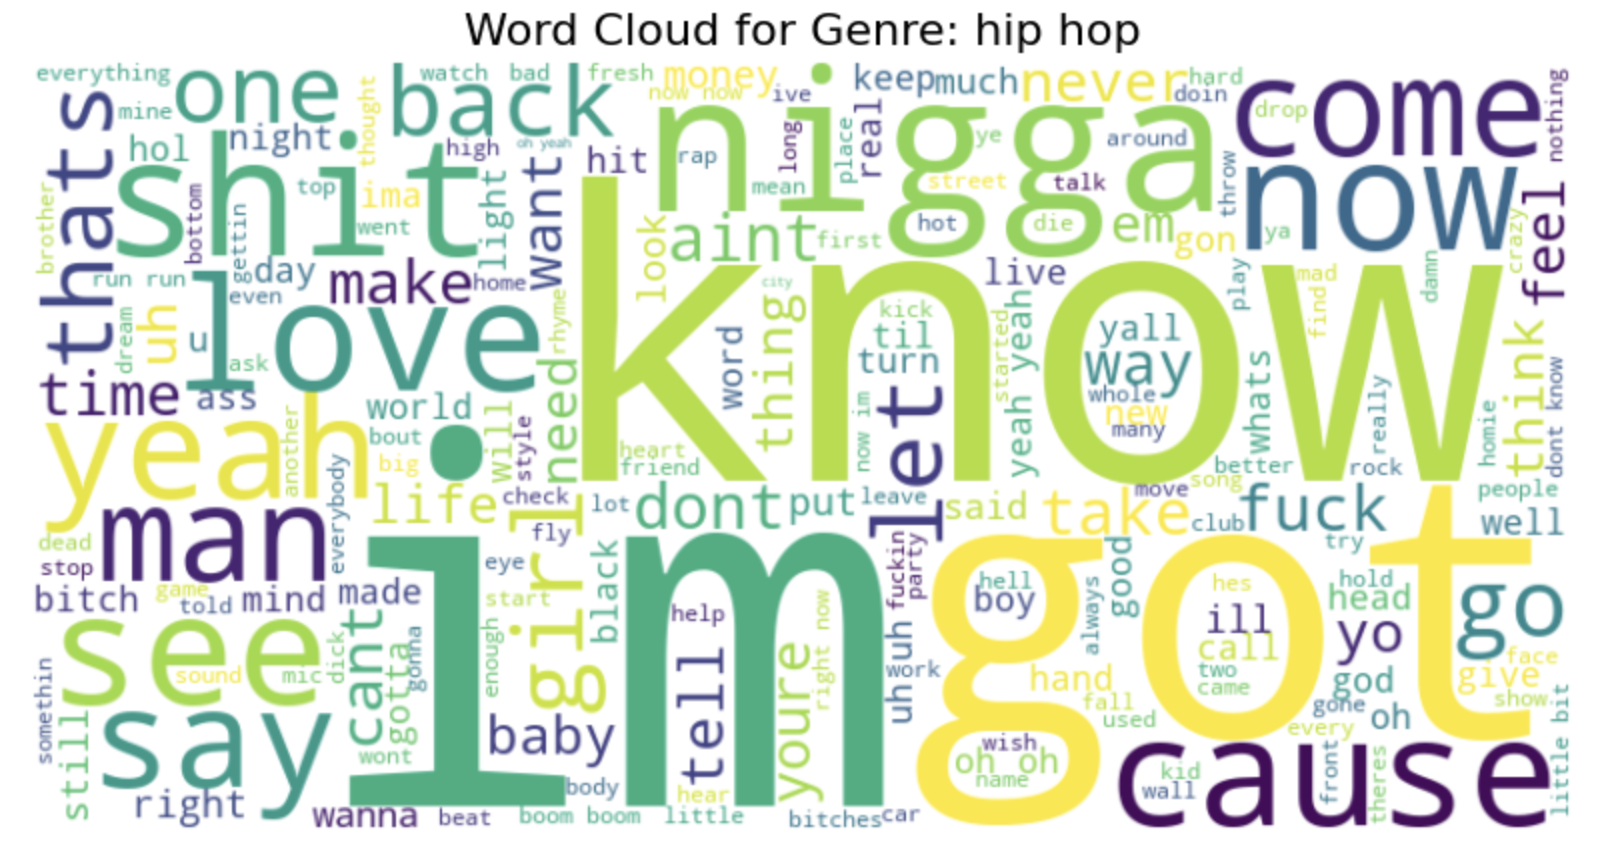 Word Cloud for Genre: hip hop
everything
one
back
watch
bad
fresh
money
now now
ive
keep
much
never
doin
hard
come
drop
nothing
thats
mine
night
thought
hol
shit
high
oh yeah
want
hit
nigga
rap
long
mean
place
real
ye
around
street
talk
throw
now
feel
brother
bottom
top
ima
went
light
look
aint
first
hot
die
em
gon
ya
crazy
run run
gettin
day
even
make
home
know
city
live
play
mad
find
damn
dream
uh
u
love
ask
rhyme
need
word
thing
kick
til
turn
started
yeah yeah
yall
way
whole
new
many
whats
really
homie
think
dont know
time
ass
world
bout
yeah
another
big
will
style
heart
friend
now im
let
better
rock
song
everybody
life
check
girl
lot
dont
put
leave
said
take
move
club
fuck
people
well
try
man
dead
stop
fly
im
eye
black
fuckin
party
good
got
hell
boy
always
hes
ill
call
two
came
hold
head
yo
go
bitch
game
told
mind
made
start
help
see
sound
mic
dick
cant
gotta
gonna
enough
tell
youre
right now
uh uh
work
hand
fall
used
god
gone
oh
every
give
face
show
somethin
still
say
wont
baby
body
hear
wish
oh oh
name
cause
kid
wall
front
theres
little bit
right
wanna
beat
boom boom
little
bitches
car